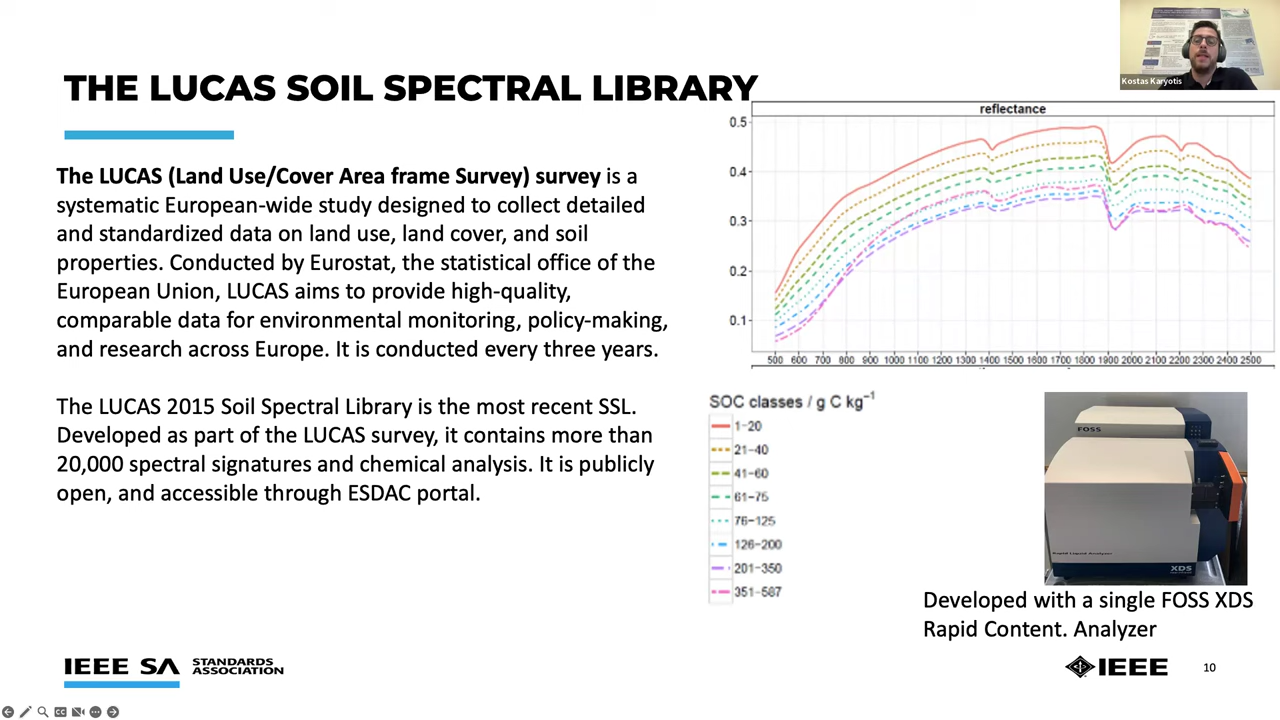 Kostas Karyotis
THE LUCAS SOIL SPECTRAL LIBRARY
The LUCAS (Land Use/Cover Area frame Survey) survey is a
systematic European-wide study designed to collect detailed
and standardized data on land use, land cover, and soil
properties. Conducted by Eurostat, the statistical office of the
European Union, LUCAS aims to provide high-quality,
comparable data for environmental monitoring, policy-making,
and research across Europe. It is conducted every three years.
The LUCAS 2015 Soil Spectral Library is the most recent SSL.
Developed as part of the LUCAS survey, it contains more than
20,000 spectral signatures and chemical analysis. It is publicly
open, and accessible through ESDAC portal.
reflectance
0.5
0.4
0.3
0.2
0.1
500 600 700 800 900 1000 1100 1200 1300 1400 1500 1600 1700 1800 1900 2000 2100 2200 2300 2400 2500
SOC classes / g C kg⁻¹
1-20
21-40
41-60
61-75
76-125
126-200
201-350
351-587
FOSS
Rapid Liquid Analyzer
XDS
Developed with a single FOSS XDS
Rapid Content. Analyzer
IEEE SA STANDARDS
ASSOCIATION
IEEE
10
CC